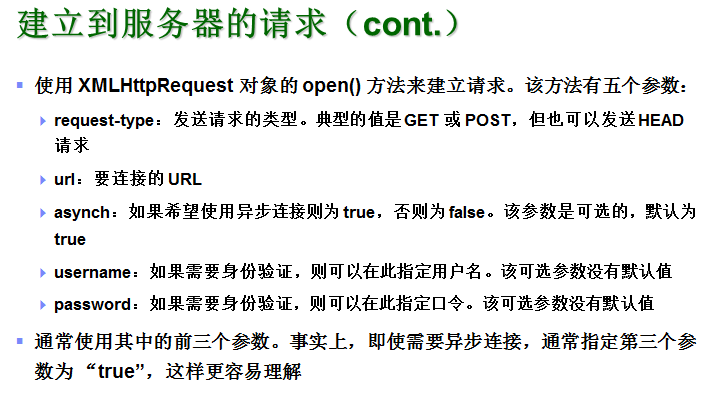 建立到服务器的请求（cont.）
使用 XMLHttpRequest 对象的 open() 方法来建立请求。该方法有五个参数：
request-type：发送请求的类型。典型的值是GET 或 POST，但也可以发送HEAD
请求
url：要连接的 URL
asynch：如果希望使用异步连接则为 true，否则为 false。该参数是可选的，默认为
true
username：如果需要身份验证，则可以在此指定用户名。该可选参数没有默认值
password：如果需要身份验证，则可以在此指定口令。该可选参数没有默认值
通常使用其中的前三个参数。事实上，即使需要异步连接，通常指定第三个参
数为 “true”，这样更容易理解